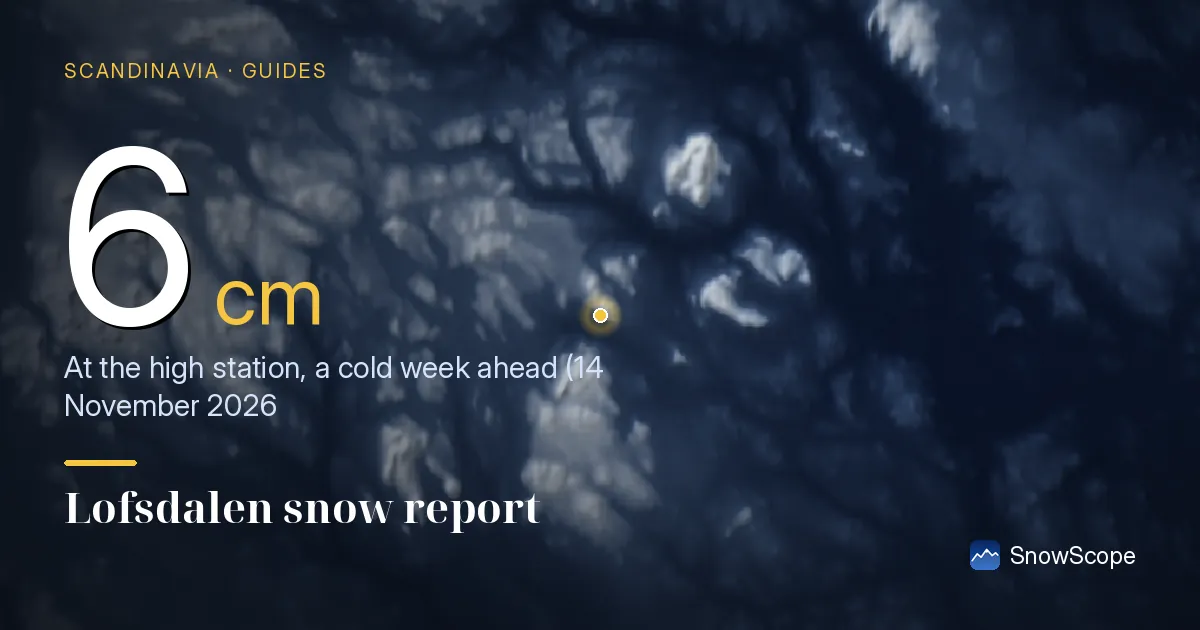 SCANDINAVIA · GUIDES
6 cm
At the high station, a cold week ahead (14
November 2026
Lofsdalen snow report
SnowScope